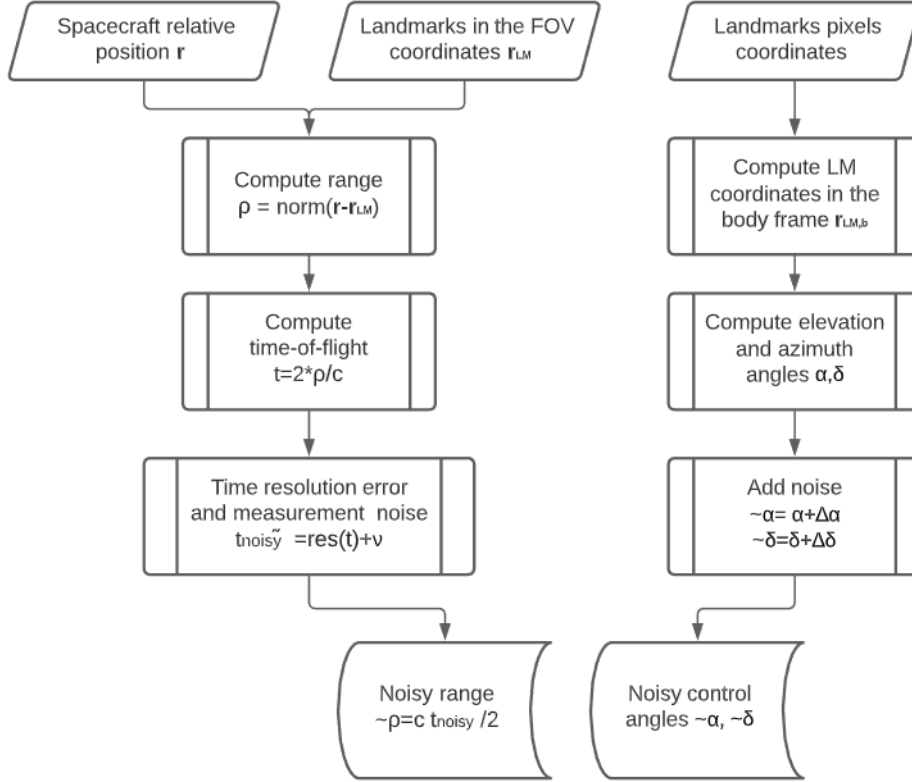 Spacecraft relative
position r
Landmarks in the FOV
coordinates rLM
Landmarks pixels
coordinates
Compute range
ρ = norm(r-rLM)
Compute LM
coordinates in the
body frame rLM,b
Compute
time-of-flight
t=2*ρ/c
Compute elevation
and azimuth
angles α,δ
Time resolution error
and measurement noise
tnoisỹ =res(t)+ν
Add noise
~α= α+Δα
~δ=δ+Δδ
Noisy range
~ρ=c tnoisy /2
Noisy control
angles ~α, ~δ